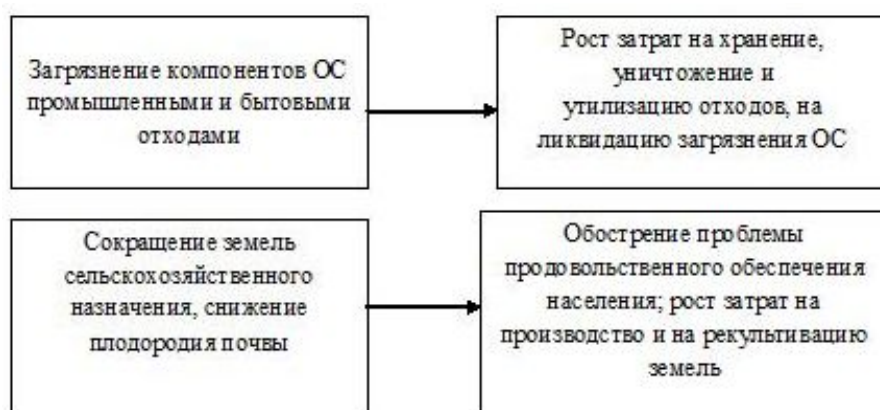 Загрязнение компонентов ОС
промышленными и бытовыми
отходами
Рост затрат на хранение,
уничтожение и
утилизацию отходов, на
ликвидацию загрязнения ОС
Сокращение земель
сельскохозяйственного
назначения, снижение
плодородия почвы
Обострение проблемы
продовольственного обеспечения
населения; рост затрат на
производство и на рекультивацию
земель